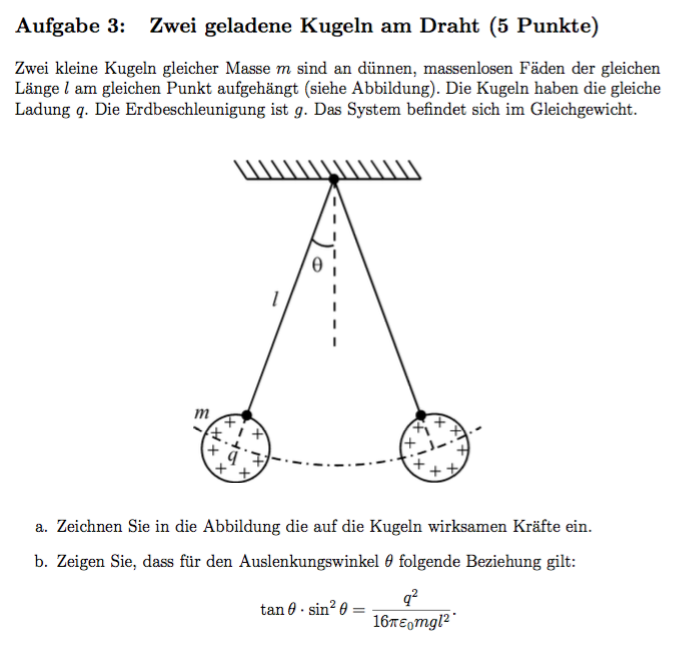 Aufgabe 3: Zwei geladene Kugeln am Draht (5 Punkte)
Zwei kleine Kugeln gleicher Masse m sind an dünnen, massenlosen Fäden der gleichen
Länge l am gleichen Punkt aufgehängt (siehe Abbildung). Die Kugeln haben die gleiche
Ladung q. Die Erdbeschleunigung ist g. Das System befindet sich im Gleichgewicht.
θ
l
m
q
a. Zeichnen Sie in die Abbildung die auf die Kugeln wirksamen Kräfte ein.
b. Zeigen Sie, dass für den Auslenkungswinkel θ folgende Beziehung gilt:
tan θ · sin² θ = q² / 16πε₀mgl² .